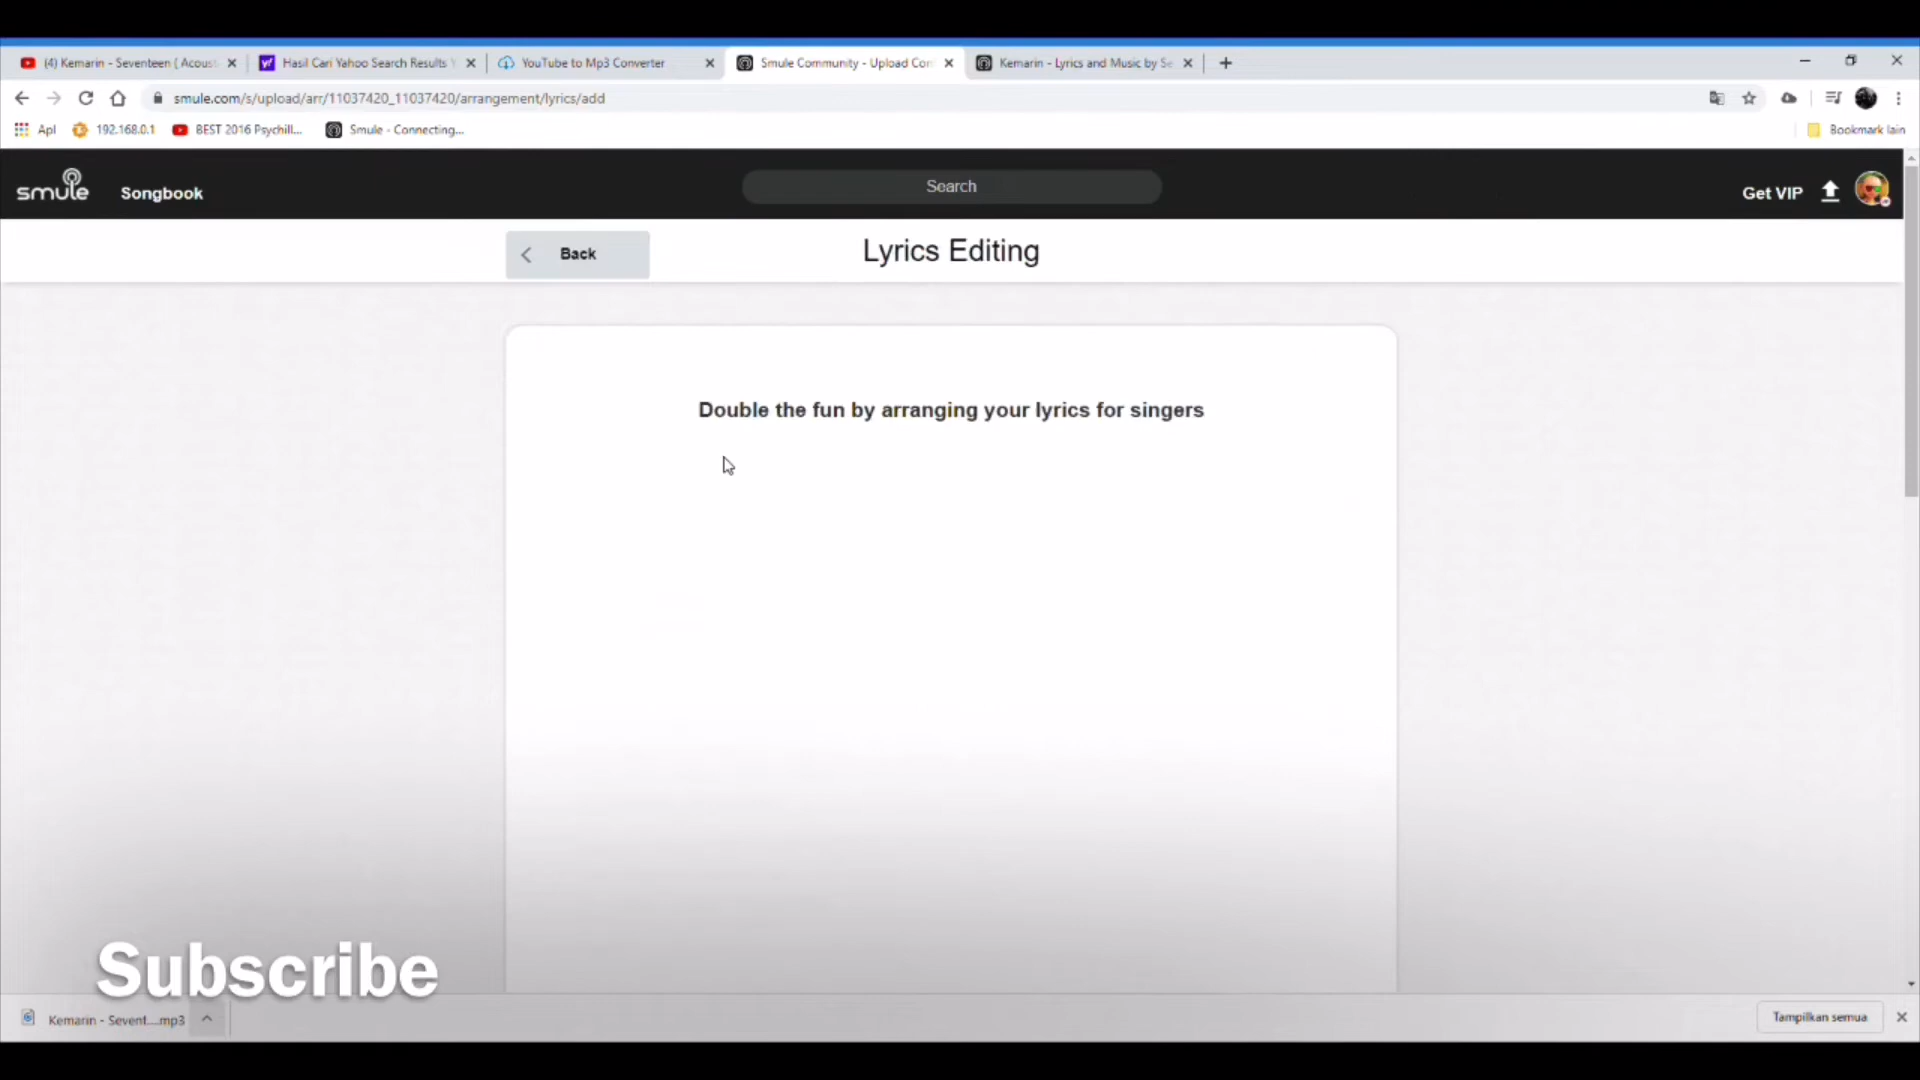 (4) Kemarin - Seventeen ( Acoust
Hasil Cari Yahoo Search Results
YouTube to Mp3 Converter
Smule Community - Upload Con
Kemarin - Lyrics and Music by Se
smule.com/s/upload/arr/11037420_11037420/arrangement/lyrics/add
Apl
192.168.0.1
BEST 2016 Psychill...
Smule - Connecting...
Bookmark lain
smule
Songbook
Search
Get VIP
Back
Lyrics Editing
Double the fun by arranging your lyrics for singers
Subscribe
Kemarin - Sevent....mp3
Tampilkan semua